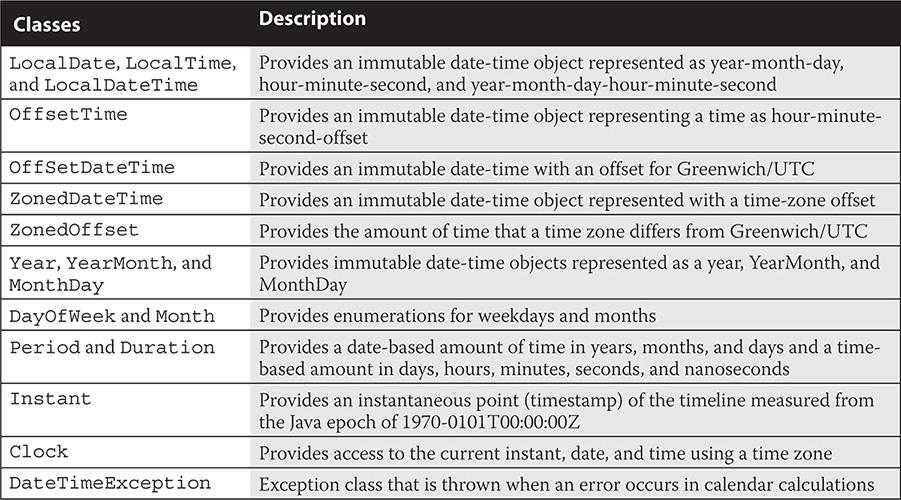 Classes Description
LocalDate, LocalTime, Provides an immutable date-time object represented as year-month-day,
and LocalDateTime hour-minute-second, and year-month-day-hour-minute-second
OffsetTime Provides an immutable date-time object representing a time as hour-minute-
second-offset
OffSetDateTime Provides an immutable date-time with an offset for Greenwich/UTC
ZonedDateTime Provides an immutable date-time object represented with a time-zone offset
ZonedOffset Provides the amount of time that a time zone differs from Greenwich/UTC
Year, YearMonth, and Provides immutable date-time objects represented as a year, YearMonth, and
MonthDay MonthDay
DayOfWeek and Month Provides enumerations for weekdays and months
Period and Duration Provides a date-based amount of time in years, months, and days and a time-
based amount in days, hours, minutes, seconds, and nanoseconds
Instant Provides an instantaneous point (timestamp) of the timeline measured from
the Java epoch of 1970-0101T00:00:00Z
Clock Provides access to the current instant, date, and time using a time zone
DateTimeException Exception class that is thrown when an error occurs in calendar calculations